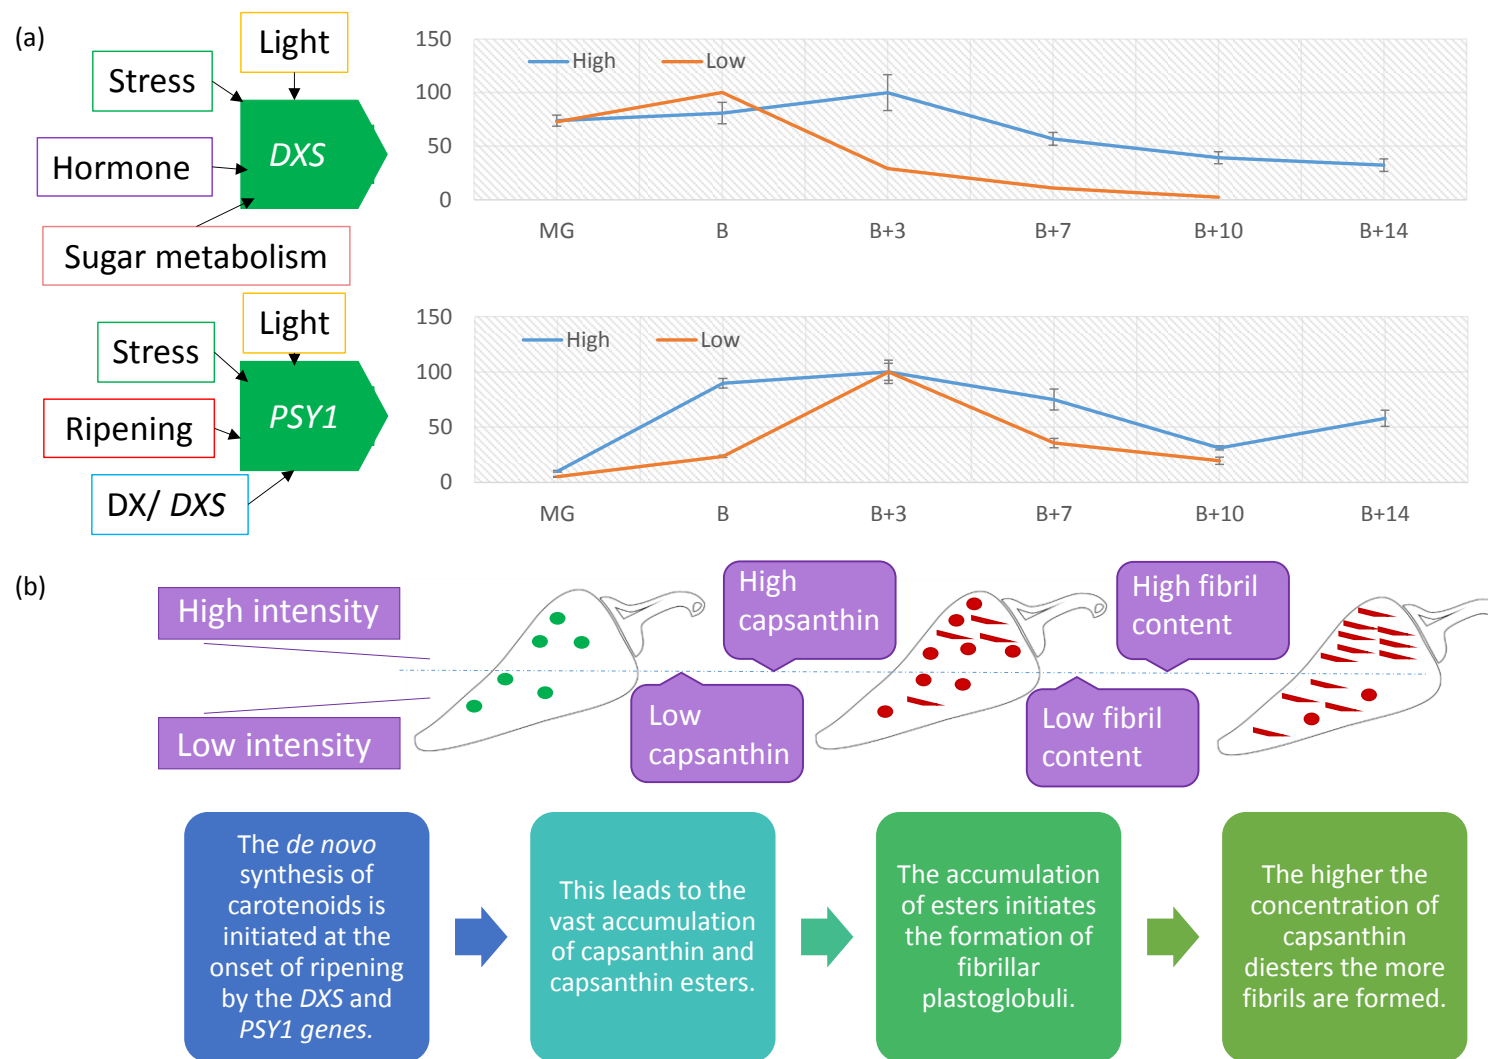 (a)
Light
Stress
Hormone
DXS
Sugar metabolism
150
100
50
0
High
Low
MG
B
B+3
B+7
B+10
B+14
Light
Stress
Ripening
PSY1
DX/ DXS
150
100
50
0
High
Low
MG
B
B+3
B+7
B+10
B+14
(b)
High intensity
Low intensity
High
capsanthin
Low
capsanthin
High fibril
content
Low fibril
content
The de novo
synthesis of
carotenoids is
initiated at the
onset of ripening
by the DXS and
PSY1 genes.
This leads to the
vast accumulation
of capsanthin and
capsanthin esters.
The accumulation
of esters initiates
the formation of
fibrillar
plastoglobuli.
The higher the
concentration of
capsanthin
diesters the more
fibrils are formed.